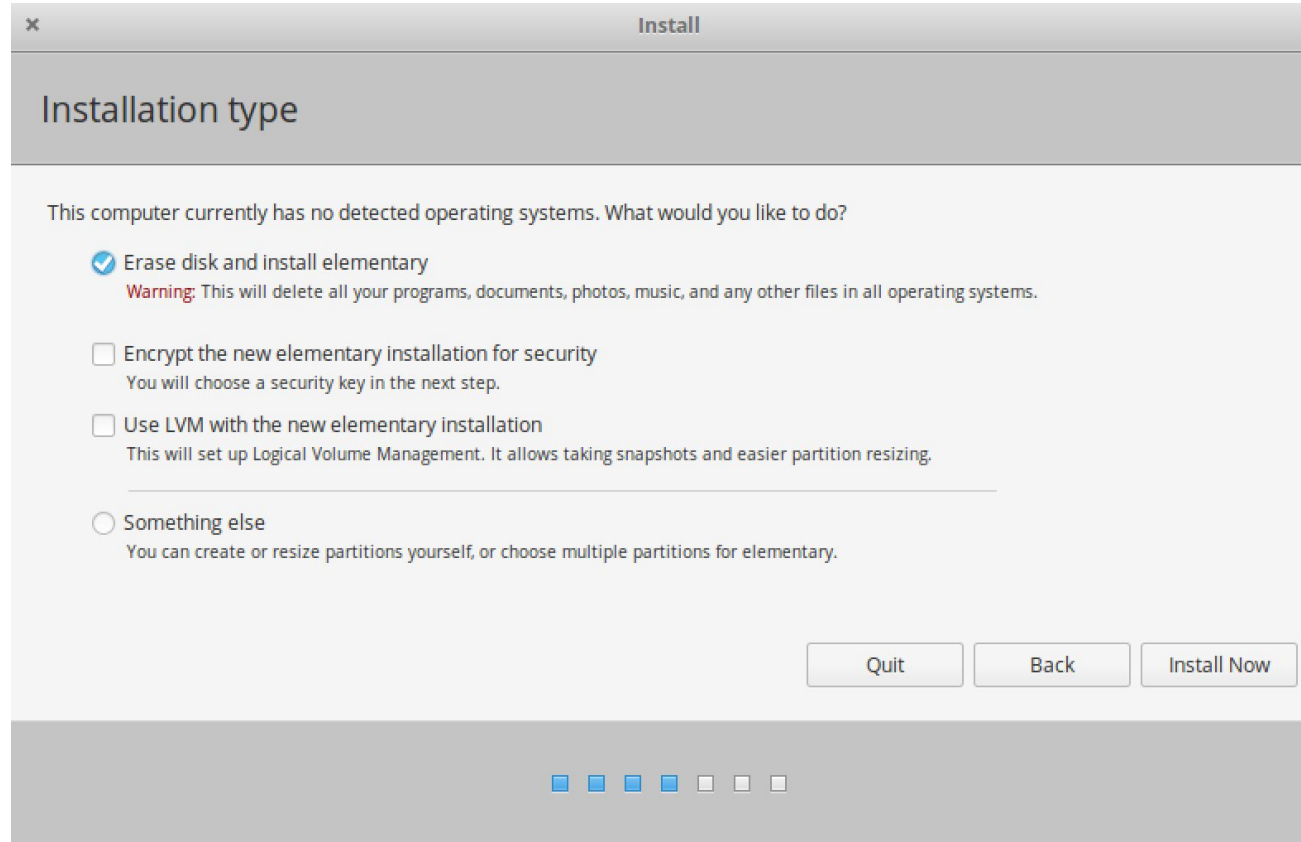 Install
Installation type
This computer currently has no detected operating systems. What would you like to do?
Erase disk and install elementary
Warning: This will delete all your programs, documents, photos, music, and any other files in all operating systems.
Encrypt the new elementary installation for security
You will choose a security key in the next step.
Use LVM with the new elementary installation
This will set up Logical Volume Management. It allows taking snapshots and easier partition resizing.
Something else
You can create or resize partitions yourself, or choose multiple partitions for elementary.
Quit Back Install Now